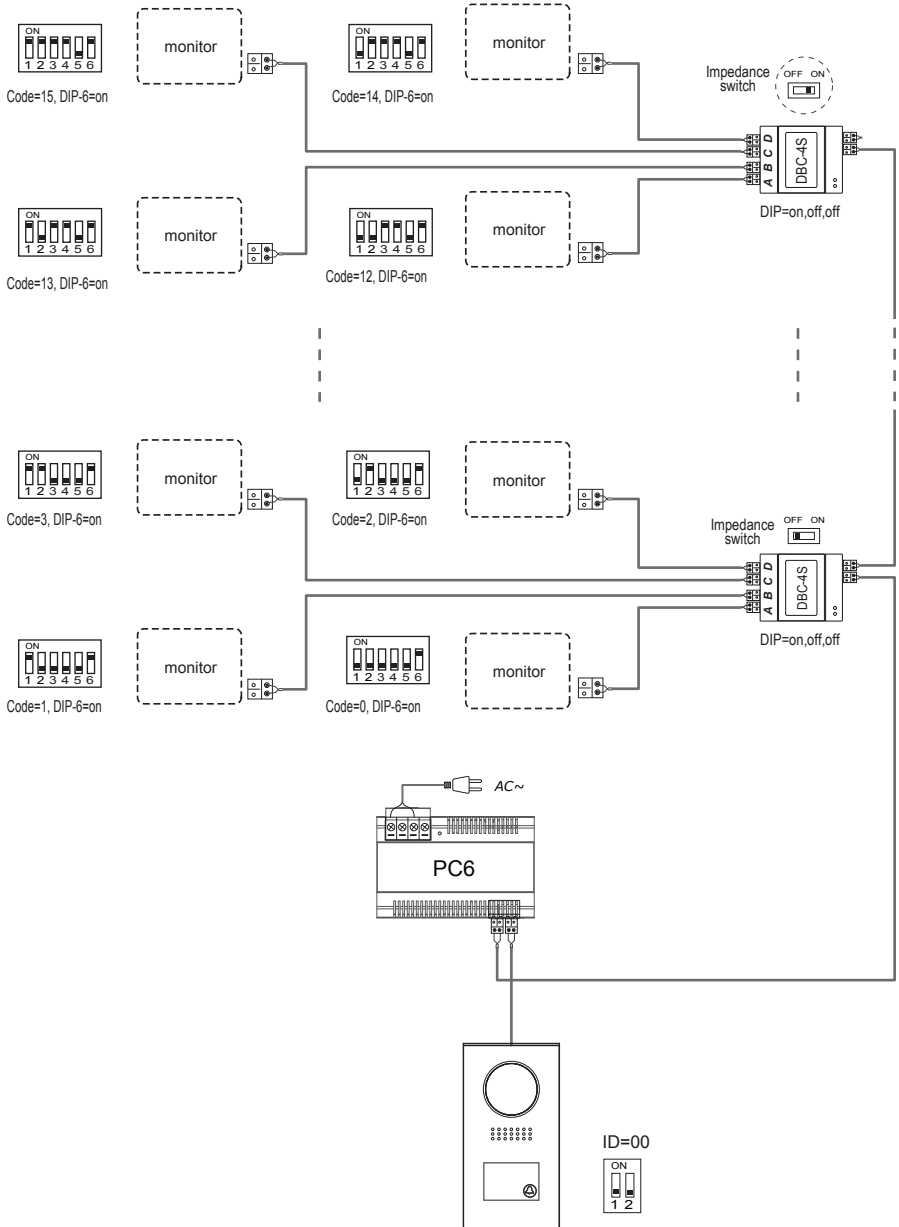 ON
1 2 3 4 5 6
Code=15, DIP-6=on
monitor
ON
1 2 3 4 5 6
Code=14, DIP-6=on
monitor
Impedance
switch
OFF ON
A B C D
DBC-4S
DIP=on,off,off
ON
1 2 3 4 5 6
Code=13, DIP-6=on
monitor
ON
1 2 3 4 5 6
Code=12, DIP-6=on
monitor
ON
1 2 3 4 5 6
Code=3, DIP-6=on
monitor
ON
1 2 3 4 5 6
Code=2, DIP-6=on
monitor
Impedance
switch
OFF ON
A B C D
DBC-4S
DIP=on,off,off
ON
1 2 3 4 5 6
Code=1, DIP-6=on
monitor
ON
1 2 3 4 5 6
Code=0, DIP-6=on
monitor
AC~
PC6
ID=00
ON
1 2